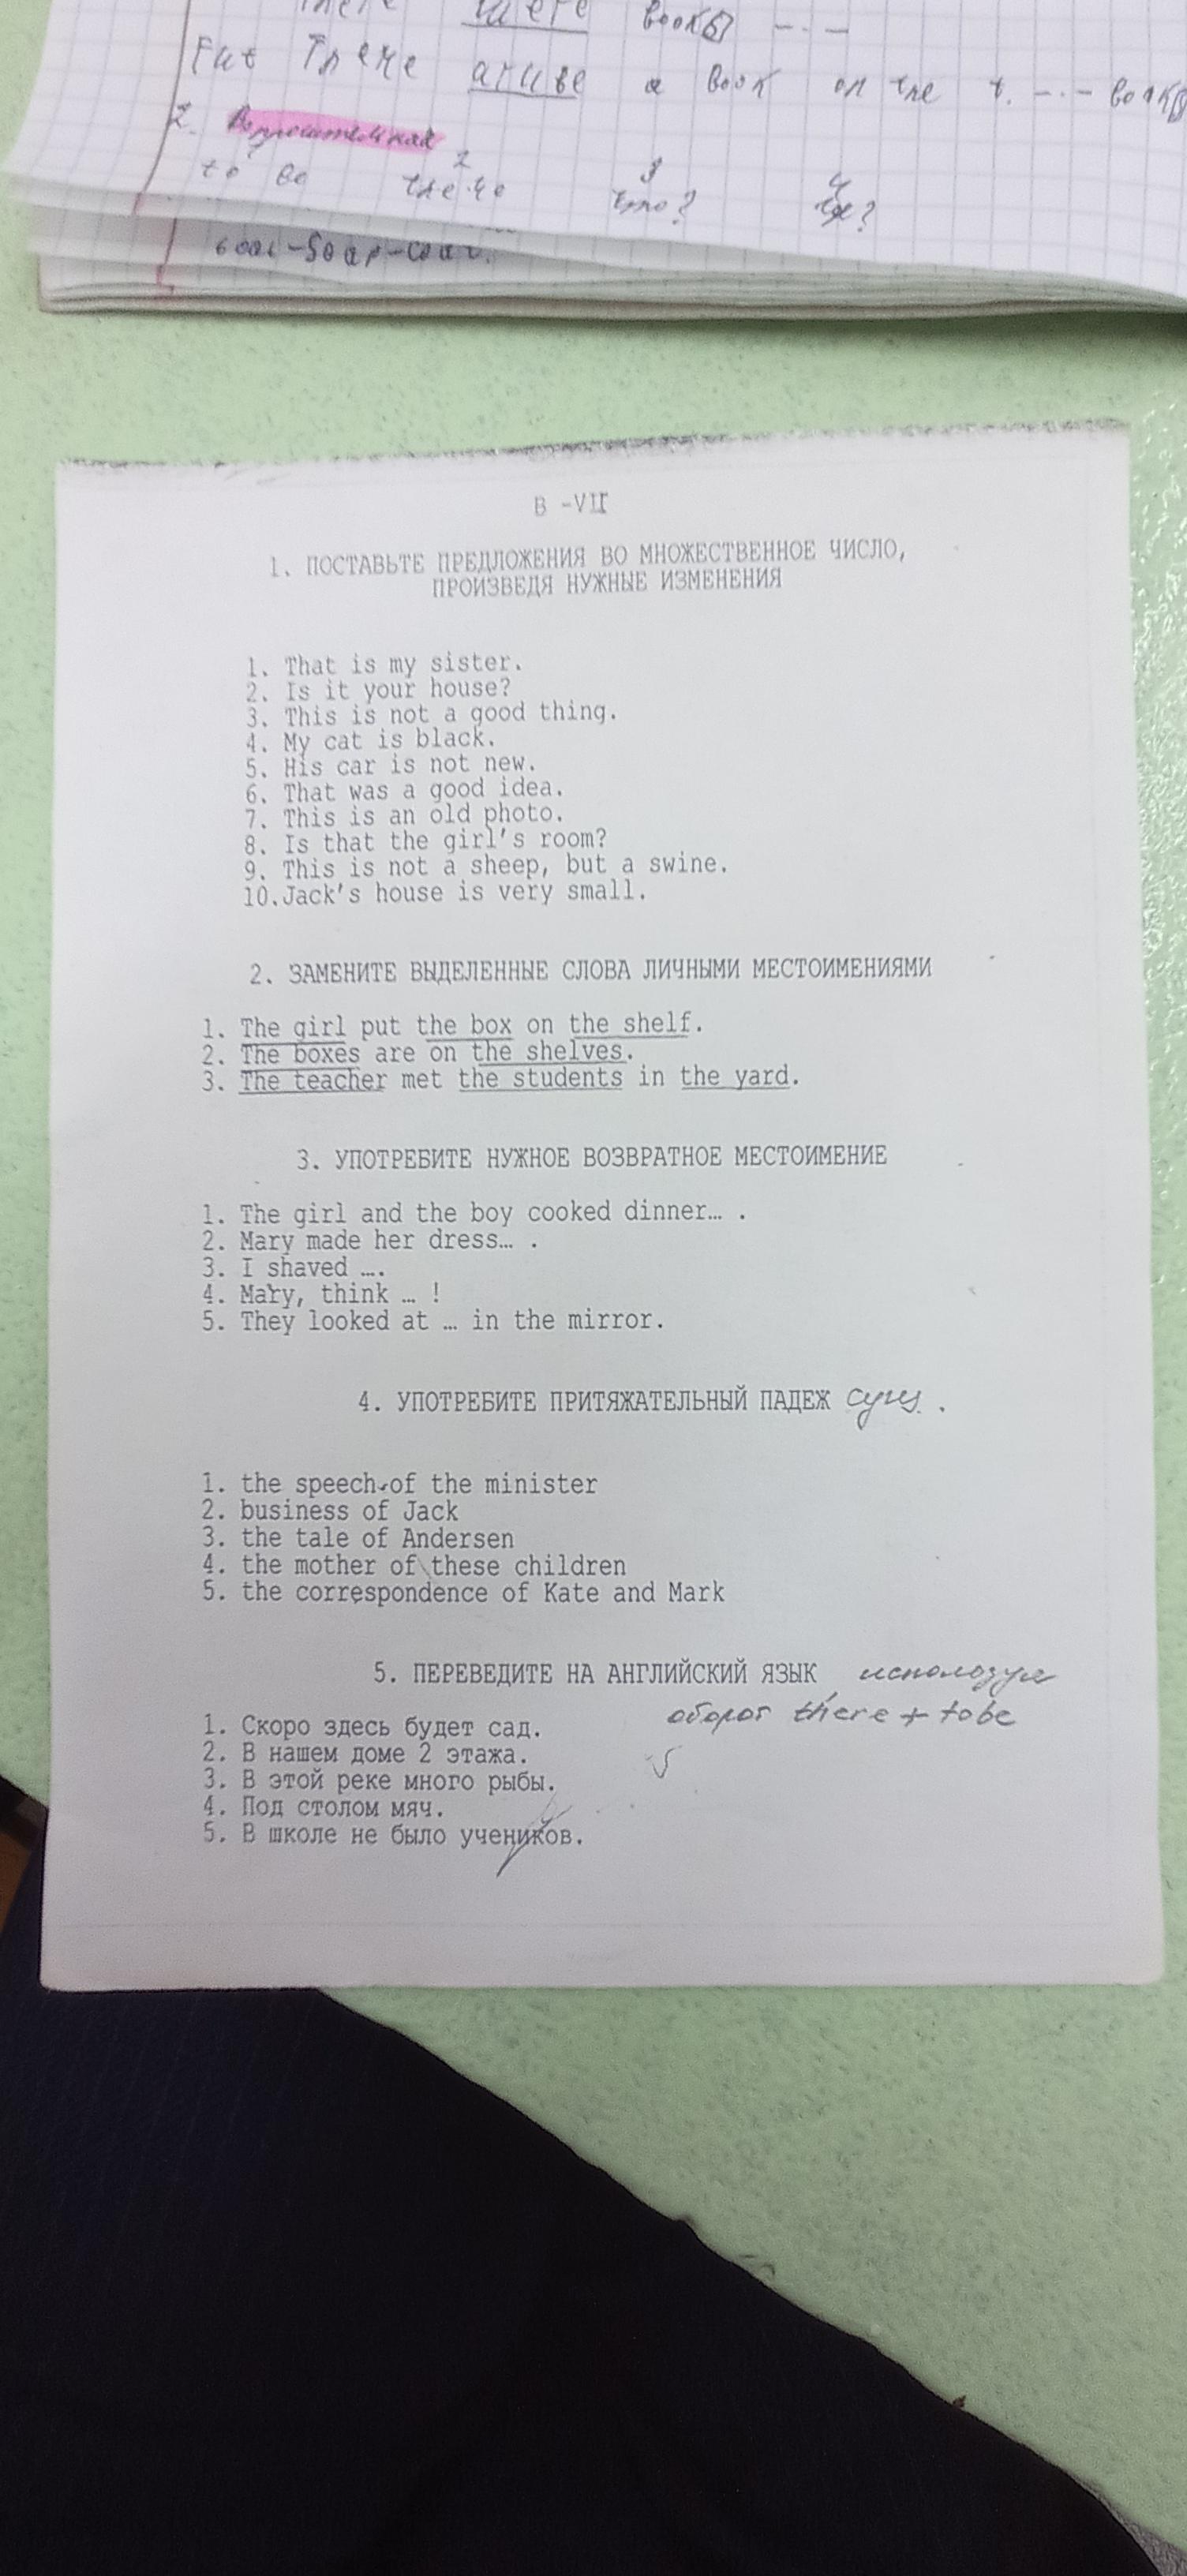 There were books - - -
Fut There a book on the t. - - - books
2. Вопросительная
to be 2 there 3 что? 4 где?
В -VII
1. ПОСТАВЬТЕ ПРЕДЛОЖЕНИЯ ВО МНОЖЕСТВЕННОЕ ЧИСЛО,
ПРОИЗВЕДЯ НУЖНЫЕ ИЗМЕНЕНИЯ
1. That is my sister.
2. Is it your house?
3. This is not a good thing.
4. My cat is black.
5. His car is not new.
6. That was a good idea.
7. This is an old photo.
8. Is that the girl's room?
9. This is not a sheep, but a swine.
10.Jack's house is very small.
2. ЗАМЕНИТЕ ВЫДЕЛЕННЫЕ СЛОВА ЛИЧНЫМИ МЕСТОИМЕНИЯМИ
1. The girl put the box on the shelf.
2. The boxes are on the shelves.
3. The teacher met the students in the yard.
3. УПОТРЕБИТЕ НУЖНОЕ ВОЗВРАТНОЕ МЕСТОИМЕНИЕ
1. The girl and the boy cooked dinner… .
2. Mary made her dress… .
3. I shaved ….
4. Mary, think … !
5. They looked at … in the mirror.
4. УПОТРЕБИТЕ ПРИТЯЖАТЕЛЬНЫЙ ПАДЕЖ сущ.
1. the speech of the minister
2. business of Jack
3. the tale of Andersen
4. the mother of these children
5. the correspondence of Kate and Mark
5. ПЕРЕВЕДИТЕ НА АНГЛИЙСКИЙ ЯЗЫК, используя
оборот there + to be
1. Скоро здесь будет сад.
2. В нашем доме 2 этажа.
3. В этой реке много рыбы.
4. Под столом мяч.
5. В школе не было учеников.